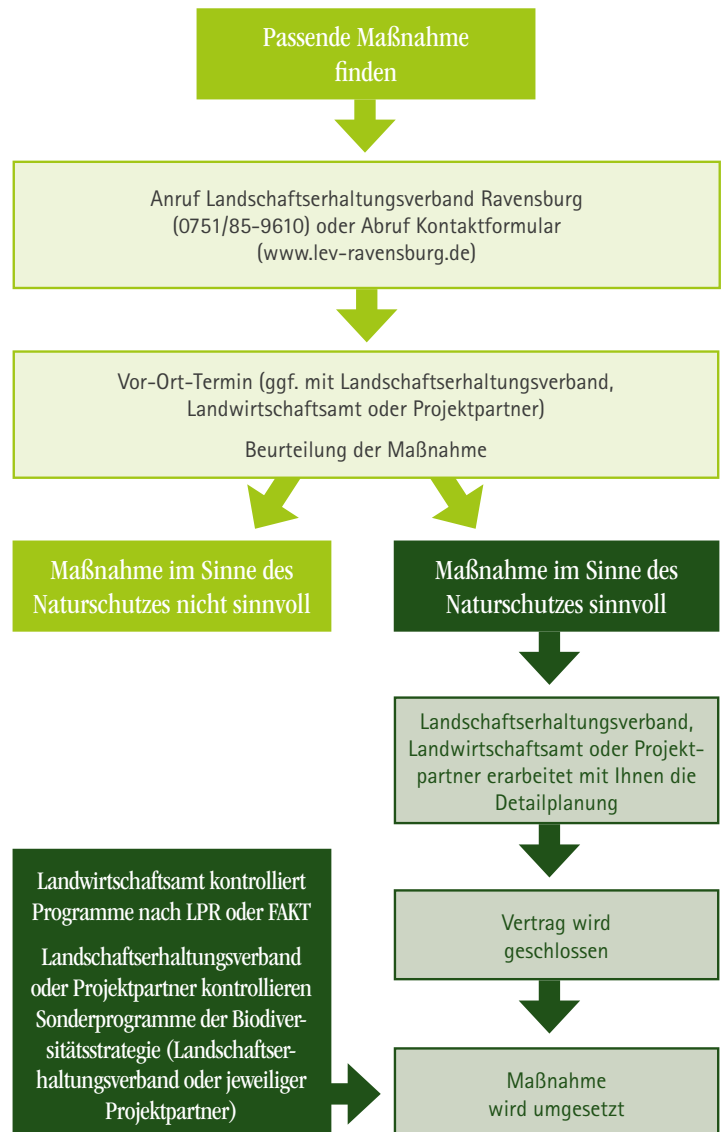 Passende Maßnahme
finden
Anruf Landschaftserhaltungsverband Ravensburg
(0751/85-9610) oder Abruf Kontaktformular
(www.lev-ravensburg.de)
Vor-Ort-Termin (ggf. mit Landschaftserhaltungsverband,
Landwirtschaftsamt oder Projektpartner)
Beurteilung der Maßnahme
Maßnahme im Sinne des
Naturschutzes nicht sinnvoll
Maßnahme im Sinne des
Naturschutzes sinnvoll
Landschaftserhaltungsverband,
Landwirtschaftsamt oder Projekt-
partner erarbeitet mit Ihnen die
Detailplanung
Vertrag wird
geschlossen
Landwirtschaftsamt kontrolliert
Programme nach LPR oder FAKT
Landschaftserhaltungsverband
oder Projektpartner kontrollieren
Sonderprogramme der Biodiver-
sitätsstrategie (Landschaftser-
haltungsverband oder jeweiliger
Projektpartner)
Maßnahme
wird umgesetzt